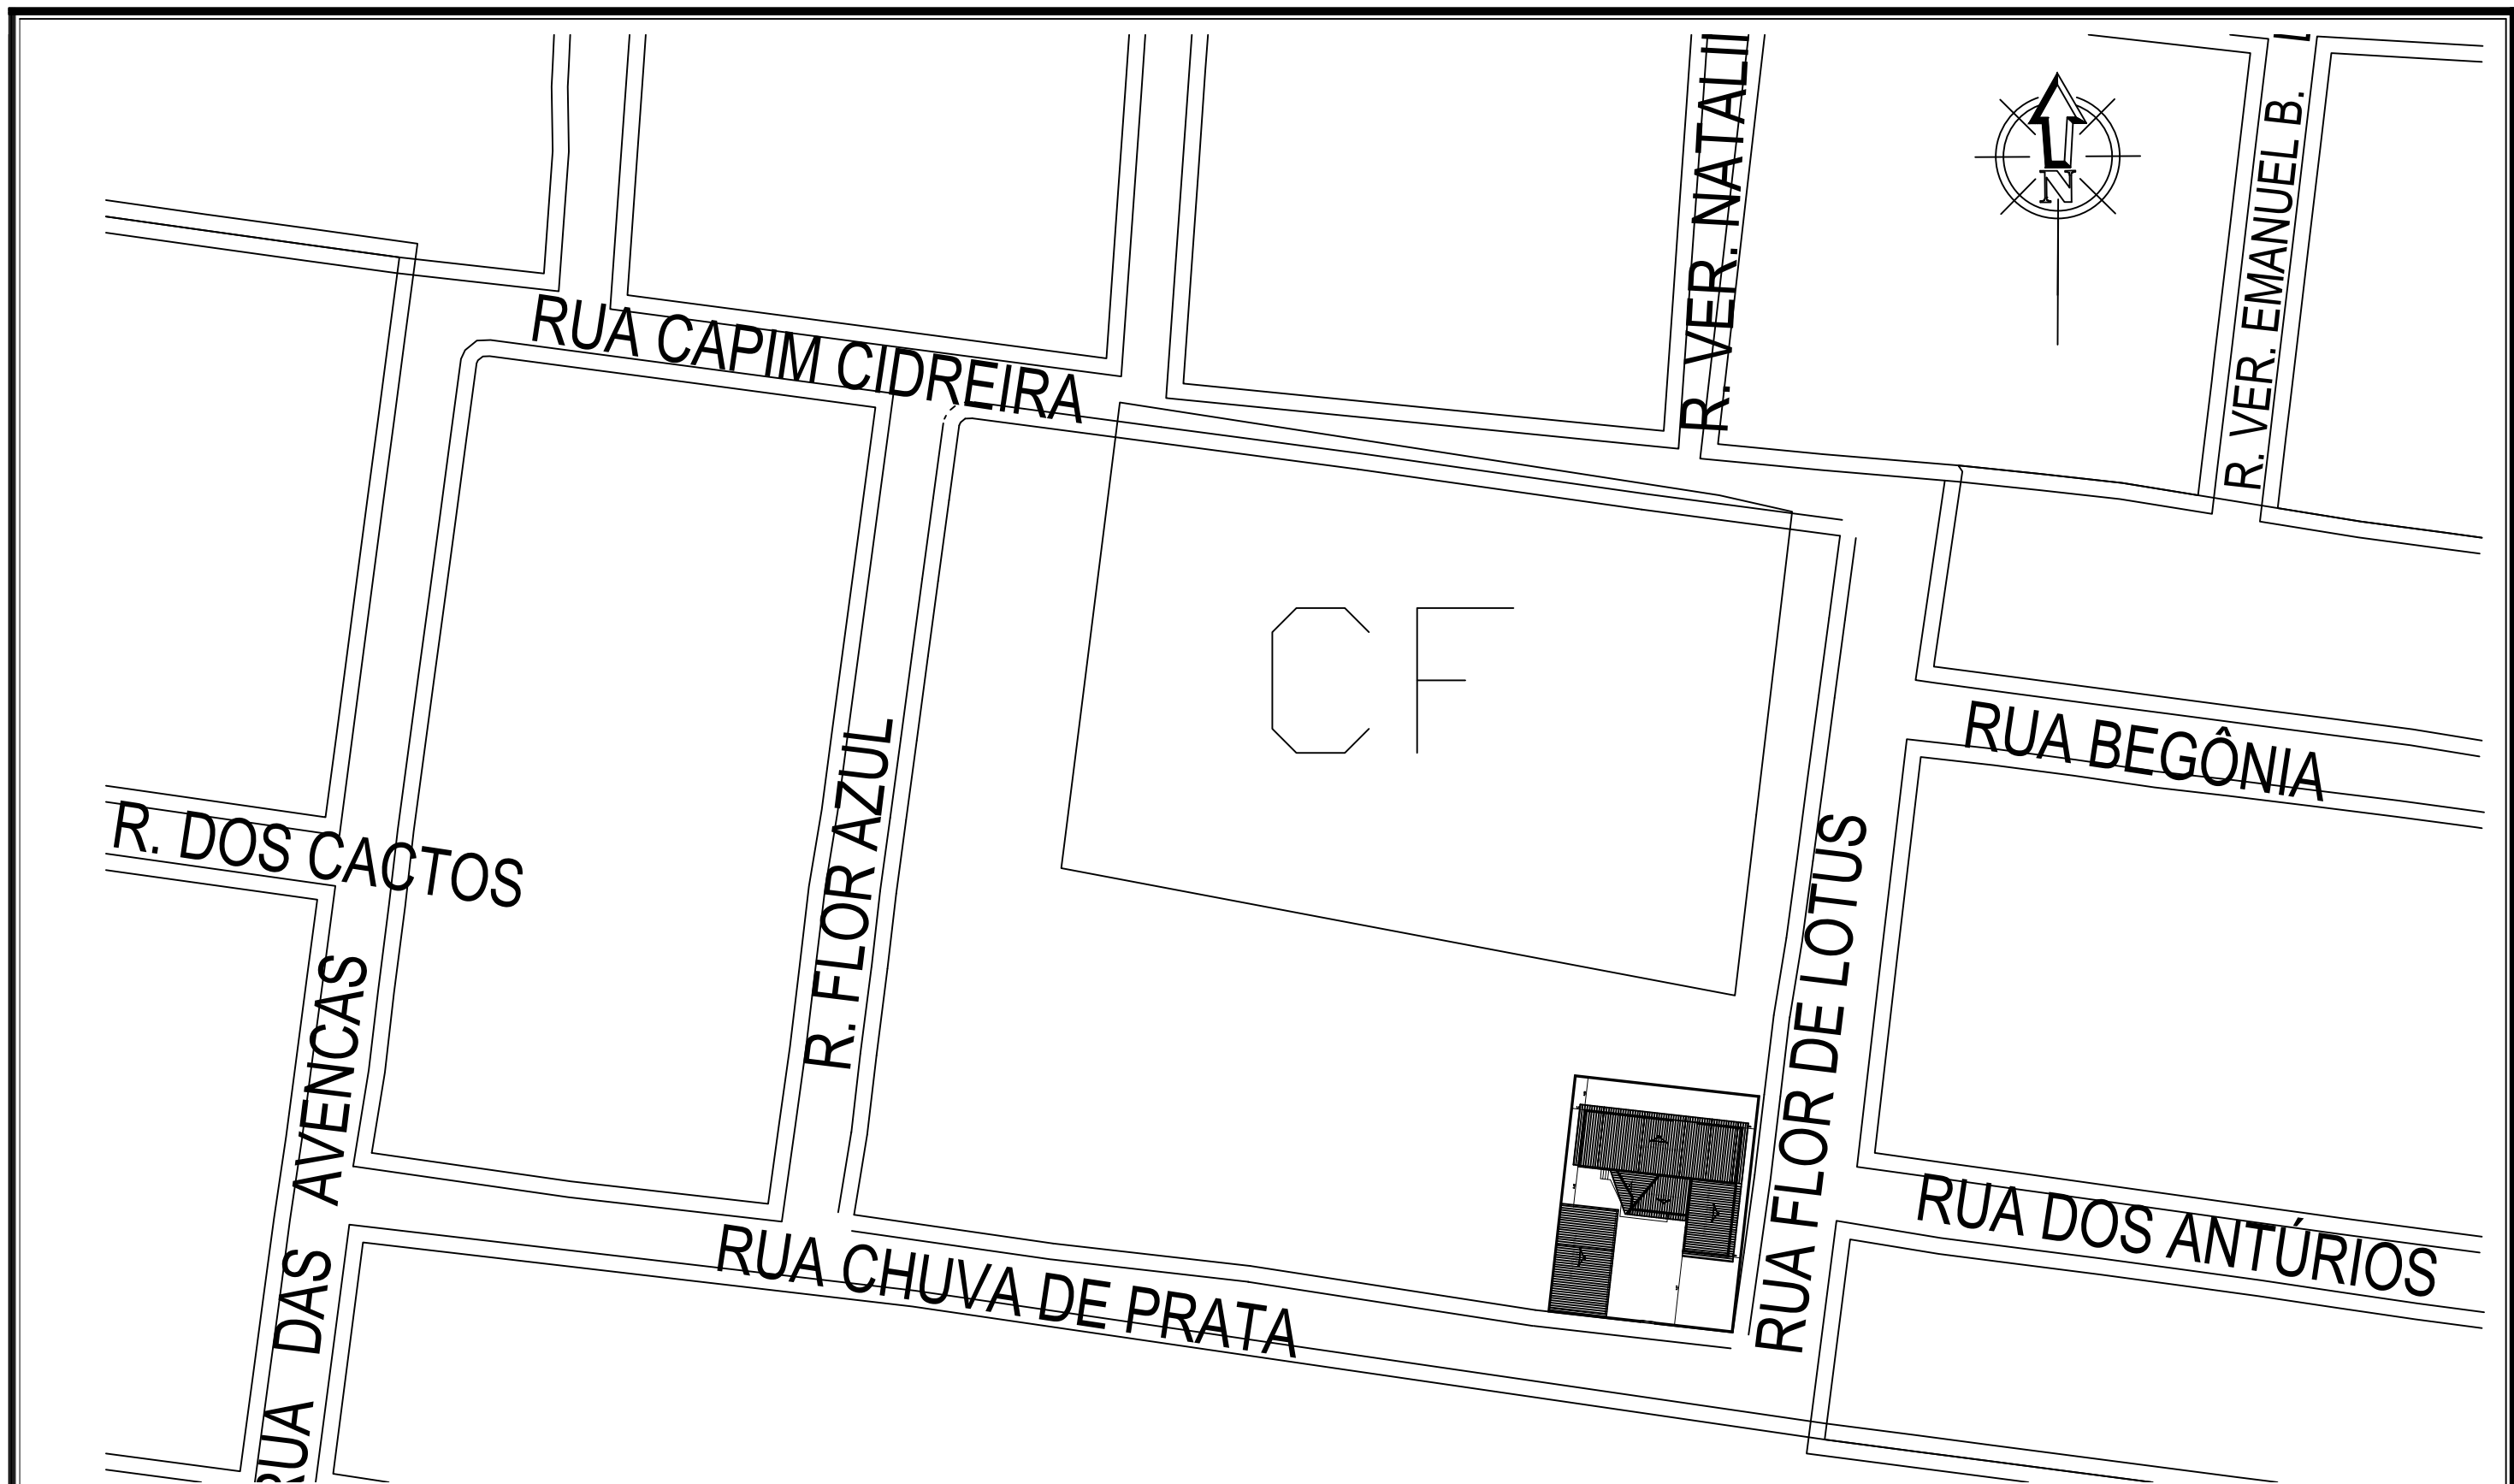 R. VER. NATALI
R. VER. EMANUEL B.
N
RUA CAPIM CIDREIRA
CF
RUA BEGÔNIA
R. DOS CACTOS
R. FLOR AZUL
RUA FLOR DE LOTUS
RUA DAS AVENCAS
RUA DOS ANTÚRIOS
RUA CHUVA DE PRATA